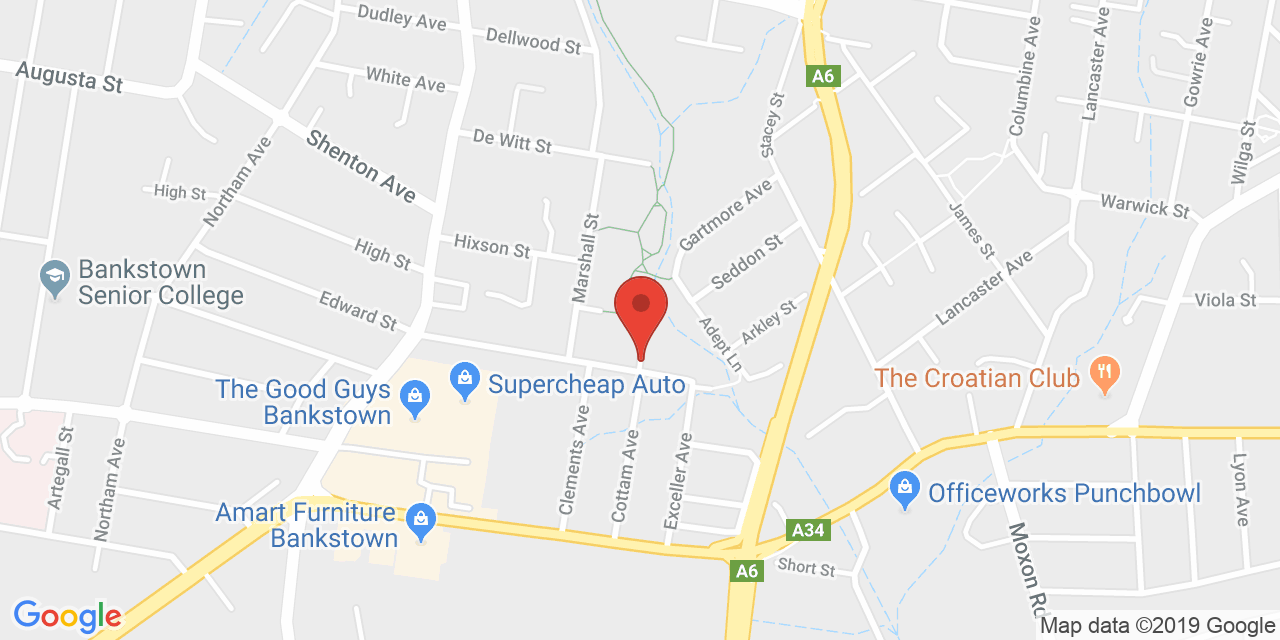 Dudley Ave
Dellwood St
Augusta St
White Ave
A6
Stacey St
Columbine Ave
Lancaster Ave
Gowrie Ave
De Witt St
Shenton Ave
Northam Ave
High St
Wilga St
Gartmore Ave
James St
Warwick St
Marshall St
Hixson St
High St
Seddon St
Bankstown
Senior College
Edward St
Lancaster Ave
Viola St
Adept Ln
Arkley St
The Good Guys
Bankstown
Supercheap Auto
The Croatian Club
Artegall St
Northam Ave
Clements Ave
Cottam Ave
Exceller Ave
Lyon Ave
Officeworks Punchbowl
Amart Furniture
Bankstown
A34
A6
Short St
Moxon Rd
Google
Map data ©2019 Google